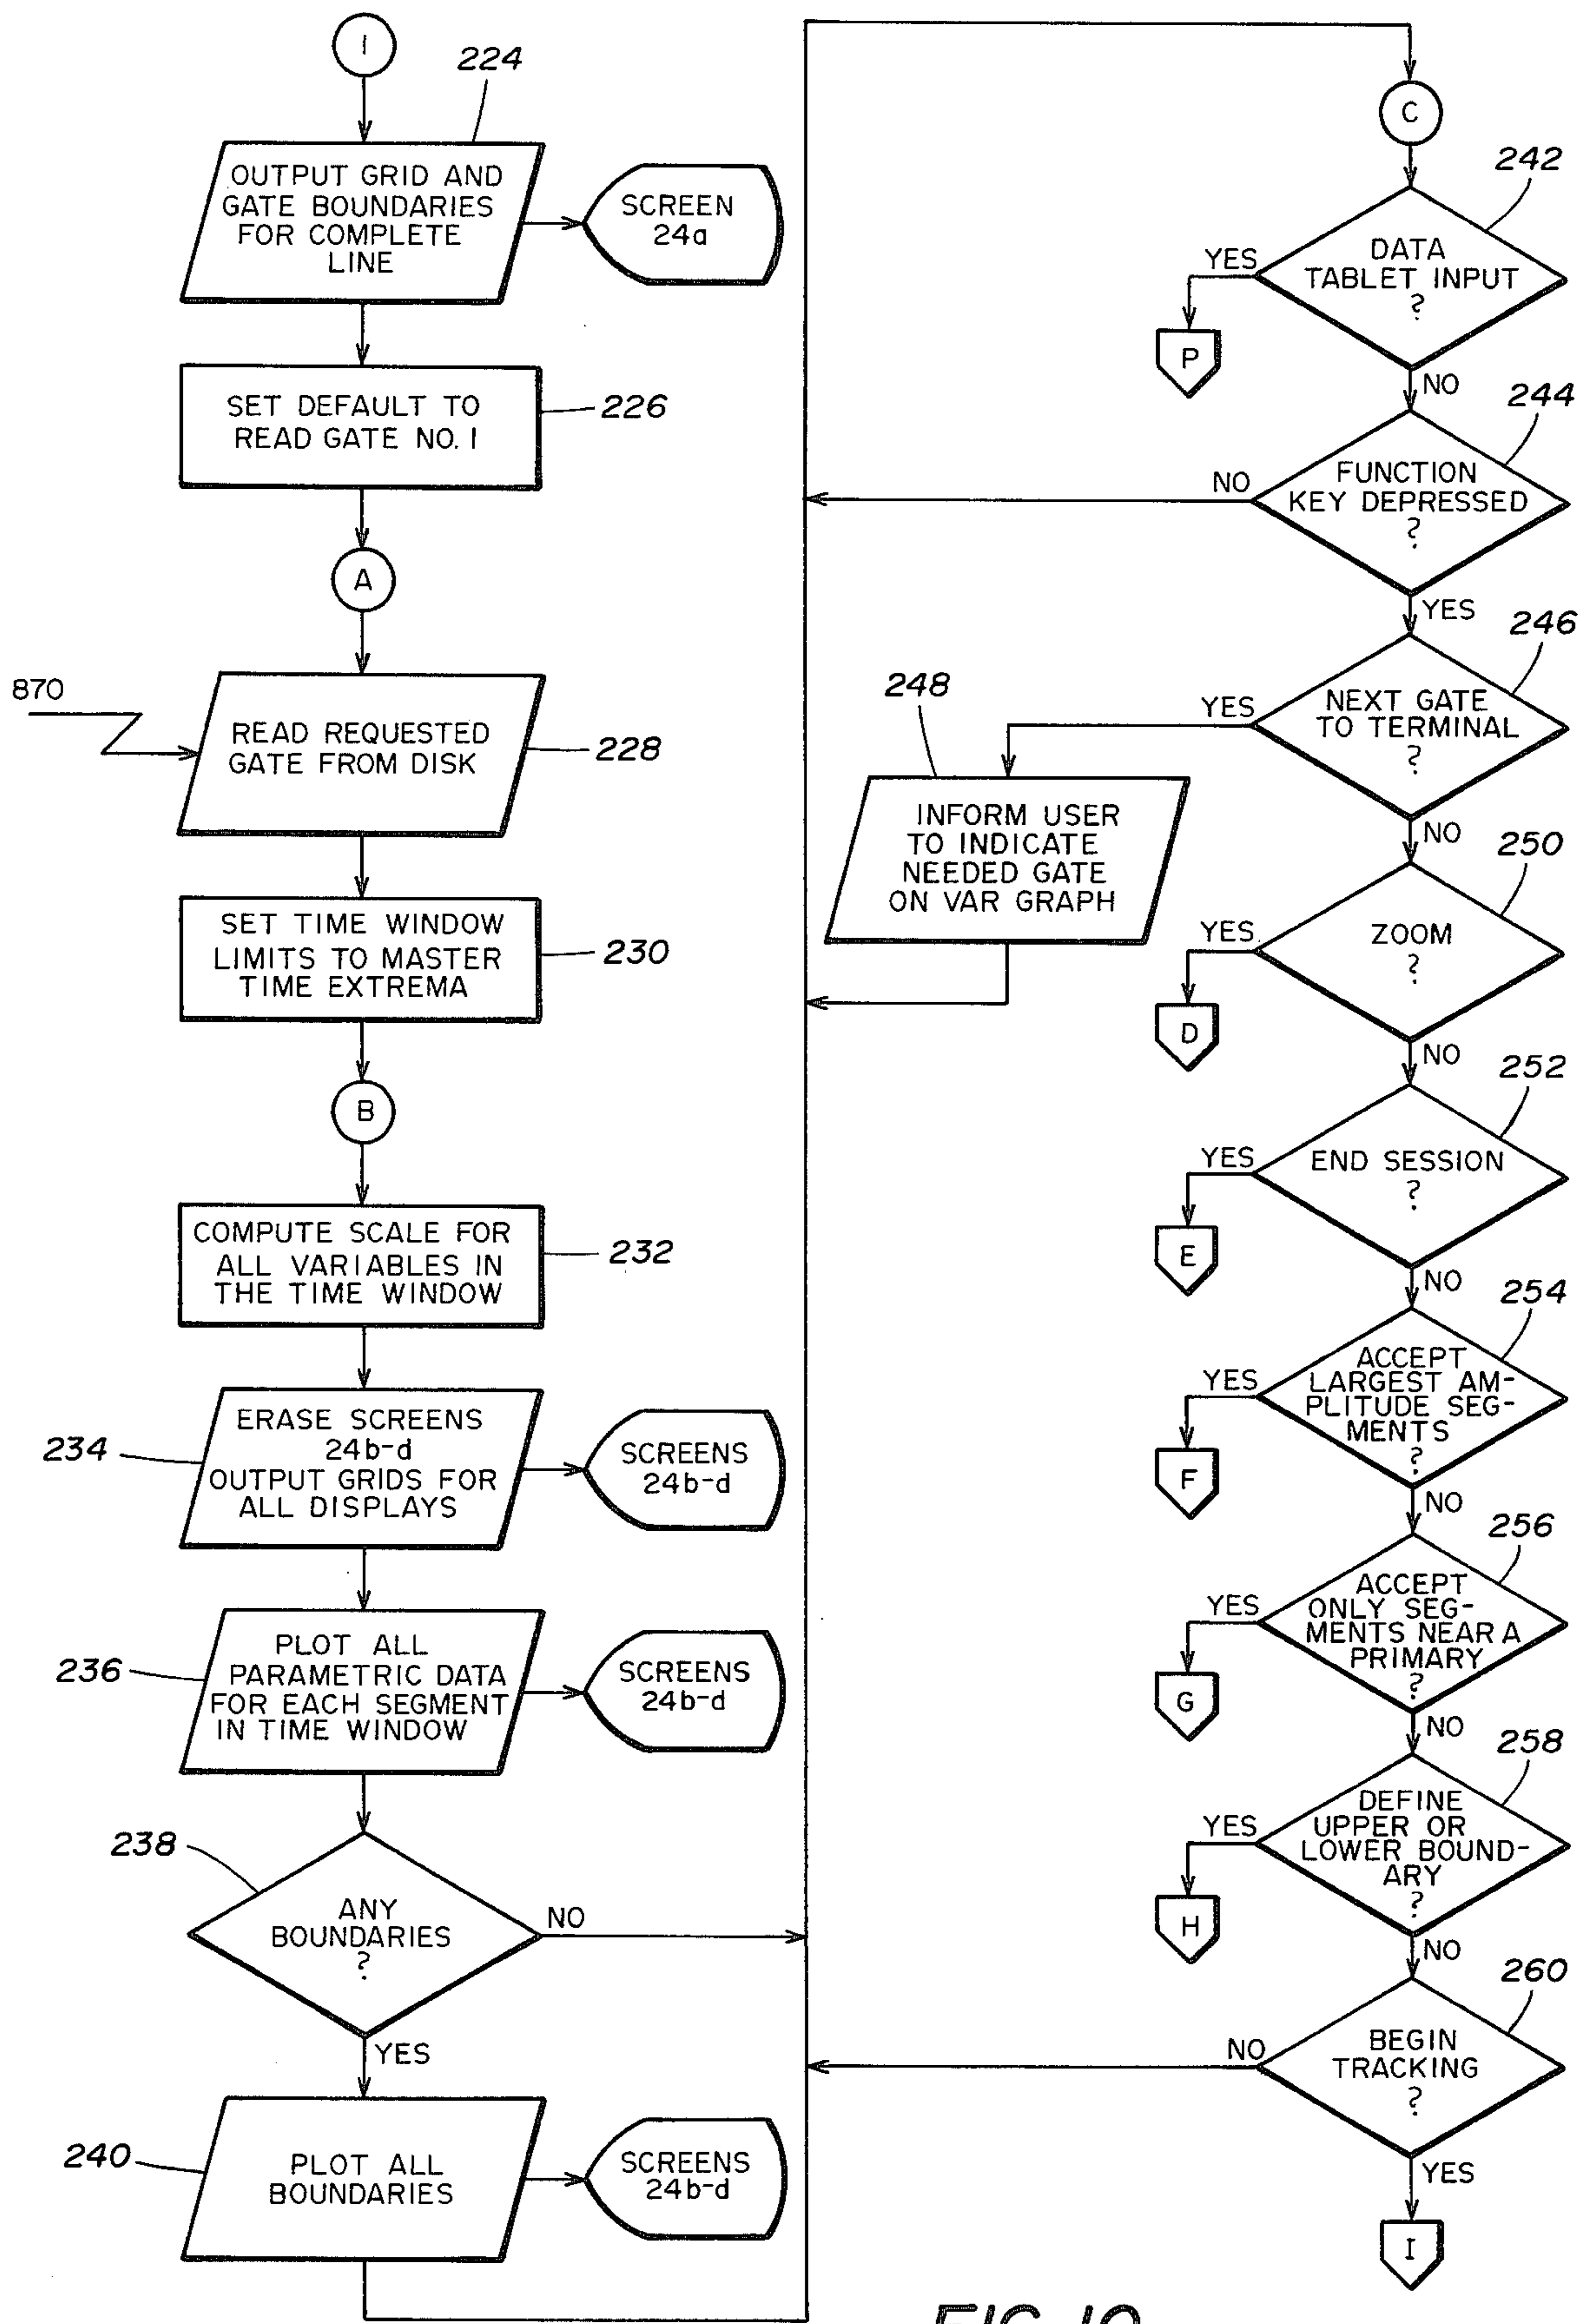 I
224
OUTPUT GRID AND
GATE BOUNDARIES
FOR COMPLETE
LINE
SCREEN
24a
SET DEFAULT TO
READ GATE NO. I
226
A
870
READ REQUESTED
GATE FROM DISK
228
SET TIME WINDOW
LIMITS TO MASTER
TIME EXTREMA
230
B
COMPUTE SCALE FOR
ALL VARIABLES IN
THE TIME WINDOW
232
234
ERASE SCREENS
24b-d
OUTPUT GRIDS FOR
ALL DISPLAYS
SCREENS
24b-d
236
PLOT ALL
PARAMETRIC DATA
FOR EACH SEGMENT
IN TIME WINDOW
SCREENS
24b-d
238
ANY
BOUNDARIES
?
NO
YES
240
PLOT ALL
BOUNDARIES
SCREENS
24b-d
C
242
DATA
TABLET INPUT
?
YES
P
NO
244
FUNCTION
KEY DEPRESSED
?
NO
YES
246
NEXT GATE
TO TERMINAL
?
YES
248
INFORM USER
TO INDICATE
NEEDED GATE
ON VAR GRAPH
NO
250
ZOOM
?
YES
D
NO
252
END SESSION
?
YES
E
NO
254
ACCEPT
LARGEST AM-
PLITUDE SEG-
MENTS
?
YES
F
NO
256
ACCEPT
ONLY SEG-
MENTS NEAR A
PRIMARY
?
YES
G
NO
258
DEFINE
UPPER OR
LOWER BOUND-
ARY
?
YES
H
NO
260
BEGIN
TRACKING
?
NO
YES
I